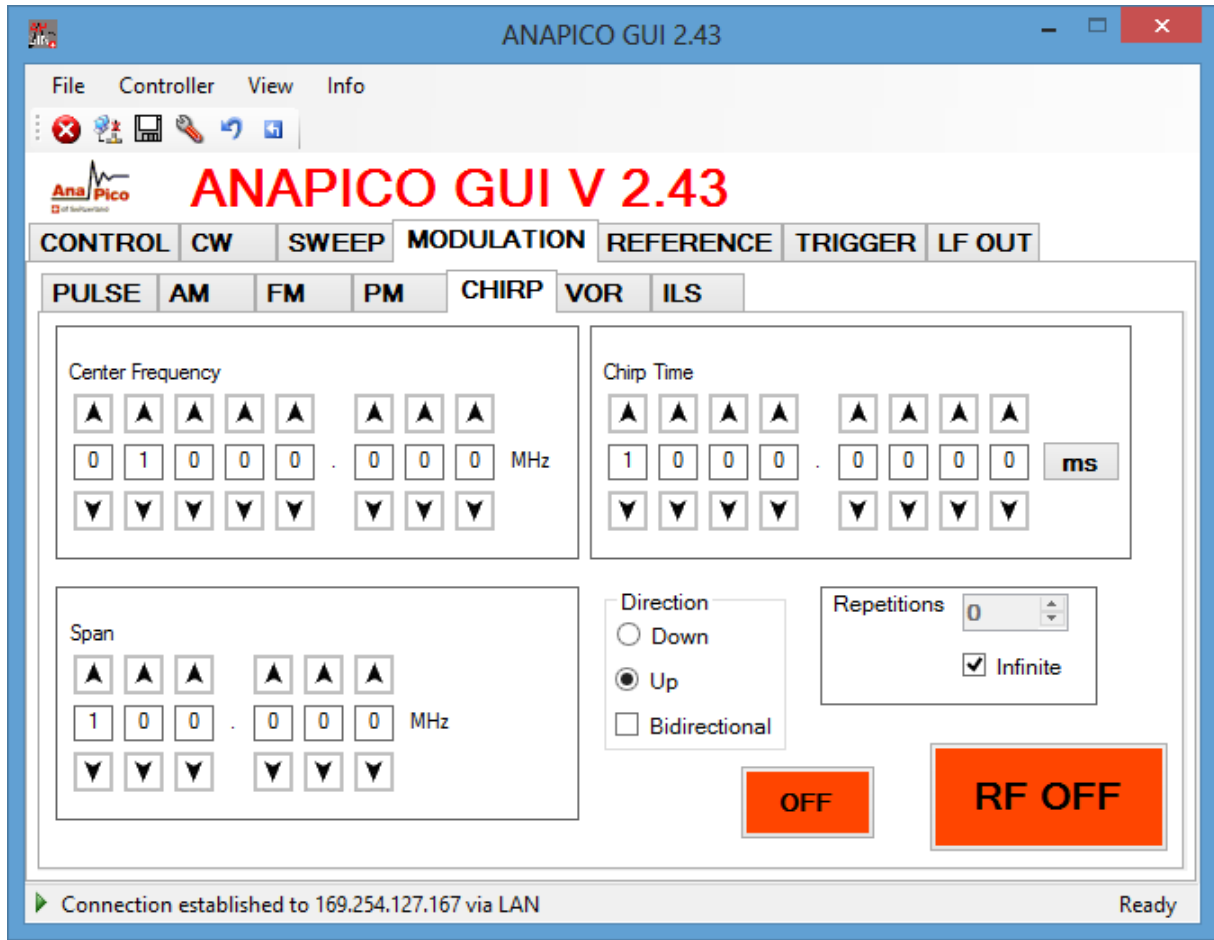 ANAPICO GUI 2.43
File Controller View Info
Ana Pico
of Switzerland
ANAPICO GUI V 2.43
CONTROL CW SWEEP MODULATION REFERENCE TRIGGER LF OUT
PULSE AM FM PM CHIRP VOR ILS
Center Frequency
0 1 0 0 0 . 0 0 0 MHz
Chirp Time
1 0 0 0 . 0 0 0 0 ms
Span
1 0 0 . 0 0 0 MHz
Direction
Down
Up
Bidirectional
Repetitions 0
Infinite
OFF
RF OFF
Connection established to 169.254.127.167 via LAN
Ready